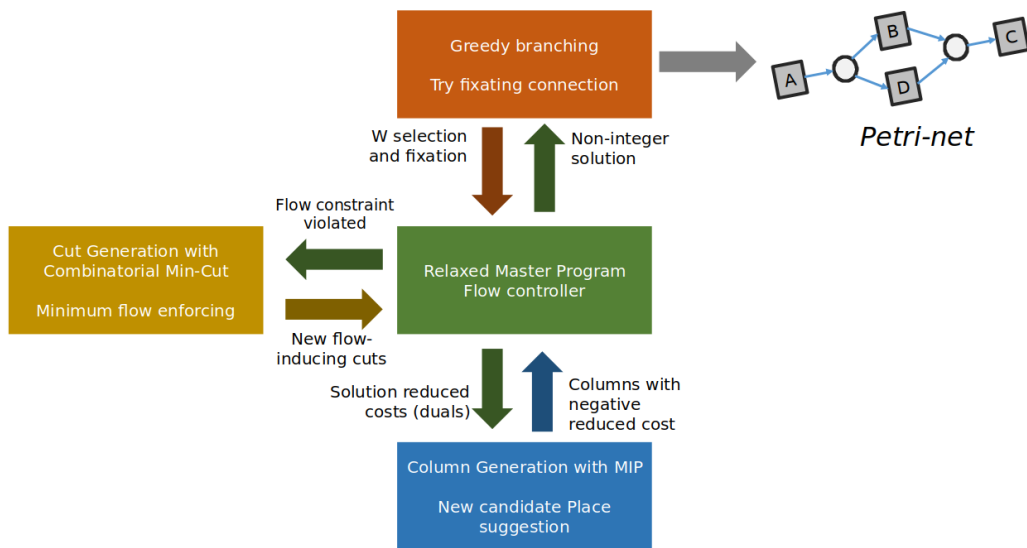 Greedy branching
Try fixating connection
A
B
D
C
Petri-net
W selection
and fixation
Non-integer
solution
Flow constraint
violated
Cut Generation with
Combinatorial Min-Cut
Minimum flow enforcing
New flow-
inducing cuts
Relaxed Master Program
Flow controller
Solution reduced
costs (duals)
Columns with
negative
reduced cost
Column Generation with MIP
New candidate Place
suggestion